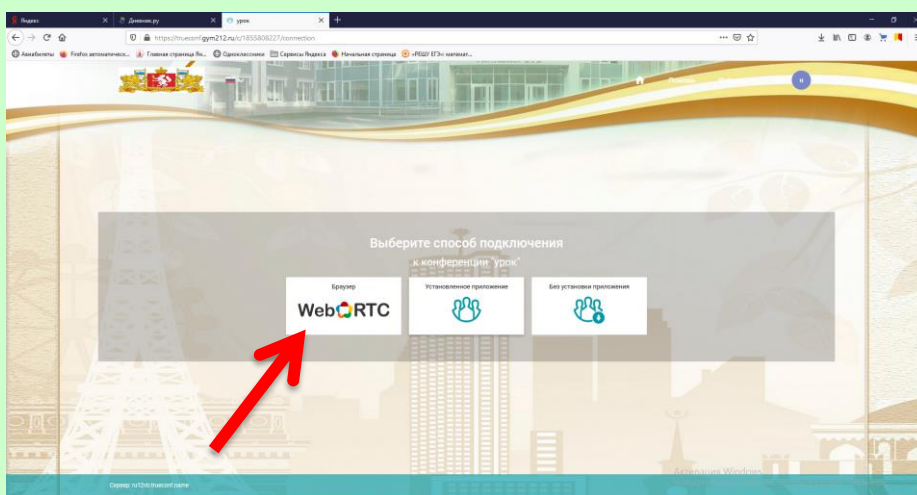 Яндекс
Дневник.ру
урок
https://trueconf.gym212.ru/c/1855808227/connection
Авиабилеты
Главная страница Ян...
Одноклассники
Сервисы Яндекса
Начальная страница
«РЕШУ ЕГЭ»: математ...
Выберите способ подключения
к конференции "урок"
Браузер
WebRTC
Установленное приложение
Без установки приложения
Активация Windows